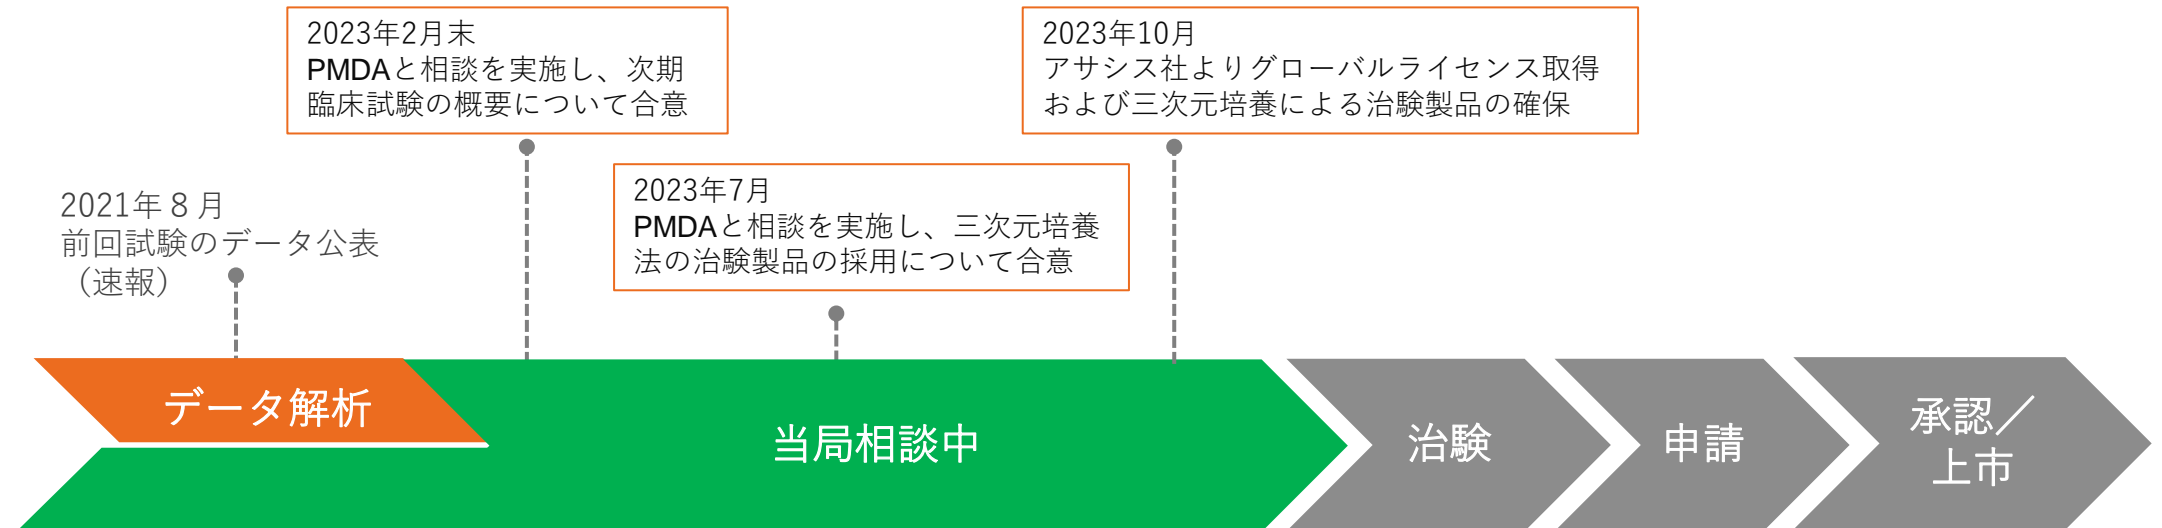 2023年2月末
PMDAと相談を実施し、次期
臨床試験の概要について合意
2023年10月
アサシス社よりグローバルライセンス取得
および三次元培養による治験製品の確保
2021年８月
前回試験のデータ公表
（速報）
2023年7月
PMDAと相談を実施し、三次元培養
法の治験製品の採用について合意
データ解析
当局相談中
治験
申請
承認／
上市